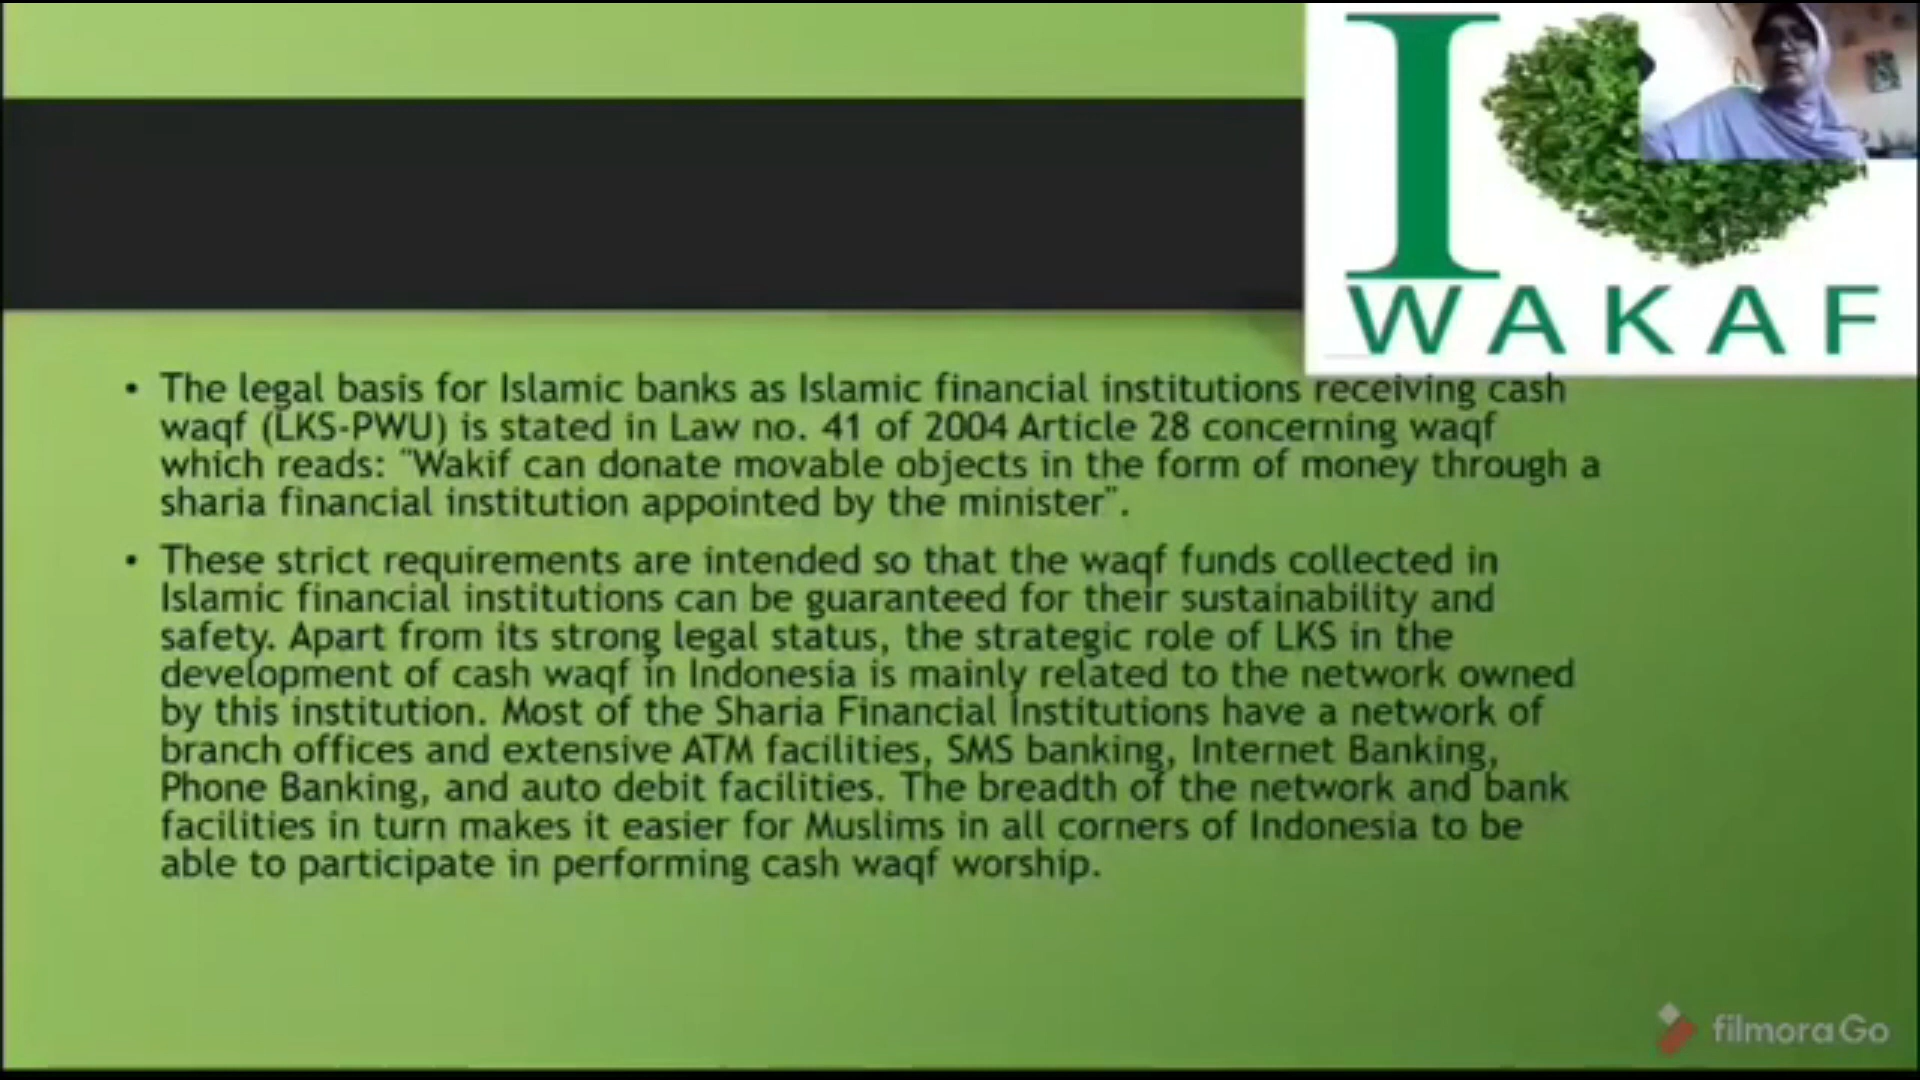 I
WAKAF
• The legal basis for Islamic banks as Islamic financial institutions receiving cash
waqf (LKS-PWU) is stated in Law no. 41 of 2004 Article 28 concerning waqf
which reads: "Wakif can donate movable objects in the form of money through a
sharia financial institution appointed by the minister".
• These strict requirements are intended so that the waqf funds collected in
Islamic financial institutions can be guaranteed for their sustainability and
safety. Apart from its strong legal status, the strategic role of LKS in the
development of cash waqf in Indonesia is mainly related to the network owned
by this institution. Most of the Sharia Financial Institutions have a network of
branch offices and extensive ATM facilities, SMS banking, Internet Banking,
Phone Banking, and auto debit facilities. The breadth of the network and bank
facilities in turn makes it easier for Muslims in all corners of Indonesia to be
able to participate in performing cash waqf worship.
filmoraGo